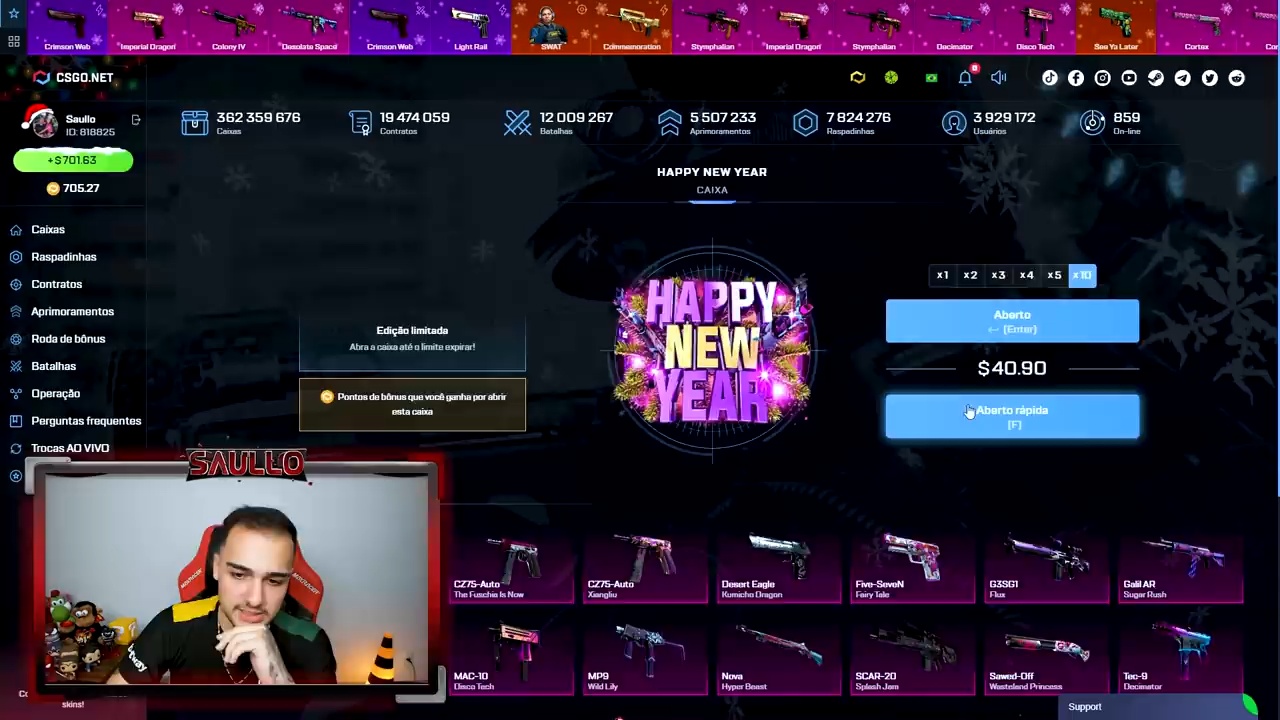 Crimson Web
Imperial Dragon
Colony IV
Desolate Space
Crimson Web
Light Rail
SWAT
Commemoration
Stymphalian
Imperial Dragon
Stymphalian
Decimator
Disco Tech
See Ya Later
Cortex
CSGO.NET
Saullo
ID: 818825
+$701.63
705.27
362 359 676
Caixas
19 474 059
Contratos
12 009 267
Batalhas
5 507 233
Aprimoramentos
7 824 276
Raspadinhas
3 929 172
Usuários
859
On-line
Caixas
Raspadinhas
Contratos
Aprimoramentos
Roda de bônus
Batalhas
Operação
Perguntas frequentes
Trocas AO VIVO
HAPPY NEW YEAR
CAIXA
Edição limitada
Abra a caixa até o limite expirar!
Pontos de bônus que você ganha por abrir
esta caixa
HAPPY
NEW
YEAR
x1 x2 x3 x4 x5 x10
Aberto
(Enter)
$40.90
Aberto rápida
[F]
SAULLO
CZ75-Auto
The Fuschia Is Now
CZ75-Auto
Xiangliu
Desert Eagle
Kumicho Dragon
Five-SeveN
Fairy Tale
G3SG1
Flux
Galil AR
Sugar Rush
MAC-10
Disco Tech
MP9
Wild Lily
Nova
Hyper Beast
SCAR-20
Splash Jam
Sawed-Off
Wasteland Princess
Tec-9
Decimator
skins!
Support